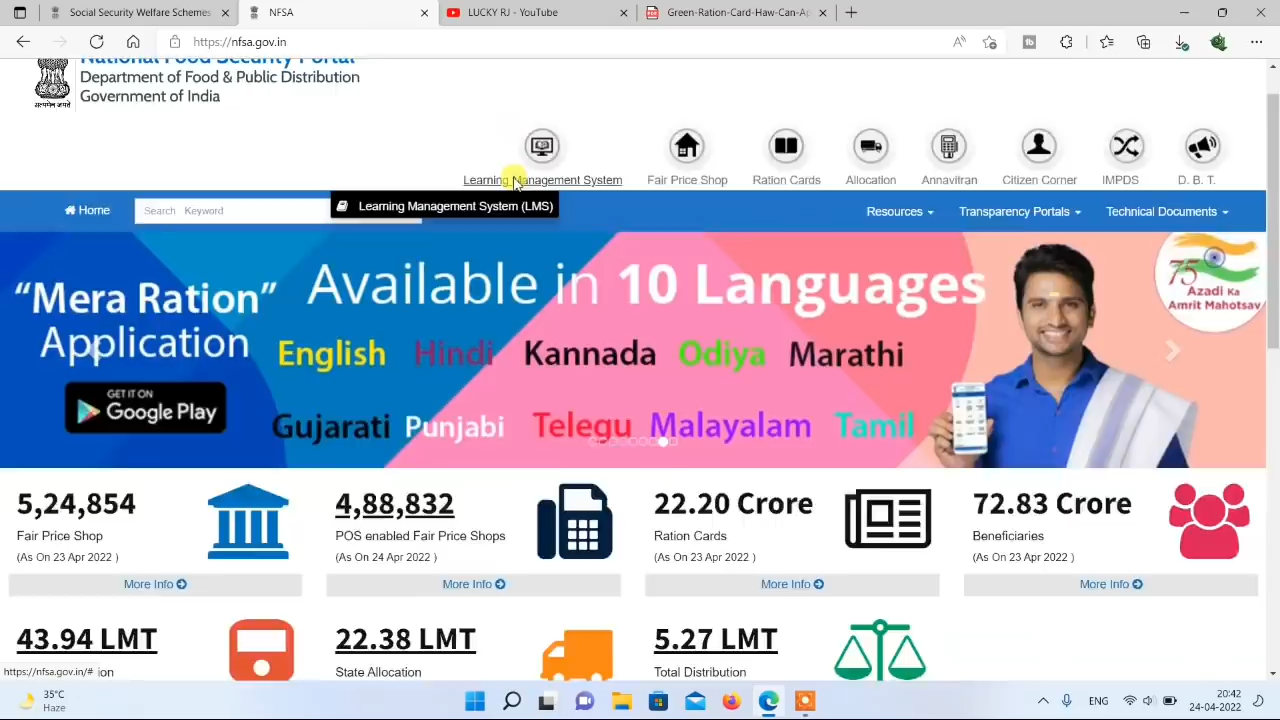 Social Security Welfare Schemes
NFSA
LUCKY RJ - YouTube
Green-Ration-Card-Haw-Can-Ap
https://nfsa.gov.in
National Food Security Portal
Department of Food & Public Distribution
Government of India
सत्यमेव जयते
Learning Management System
Fair Price Shop
Ration Cards
Allocation
Annavitran
Citizen Corner
IMPDS
D. B. T.
Home
Search Keyword
Learning Management System (LMS)
Resources
Transparency Portals
Technical Documents
"Mera Ration"
Application
GET IT ON
Google Play
Available in 10 Languages
English Hindi Kannada Odiya Marathi
Gujarati Punjabi Telegu Malayalam Tamil
75
Azadi Ka
Amrit Mahotsav
5,24,854
Fair Price Shop
(As On 23 Apr 2022 )
More Info
4,88,832
POS enabled Fair Price Shops
(As On 24 Apr 2022 )
More Info
22.20 Crore
Ration Cards
(As On 23 Apr 2022 )
More Info
72.83 Crore
Beneficiaries
(As On 23 Apr 2022 )
More Info
43.94 LMT
22.38 LMT
State Allocation
5.27 LMT
Total Distribution
https://nfsa.gov.in/# ion
35°C
Haze
ENG
20:42
24-04-2022